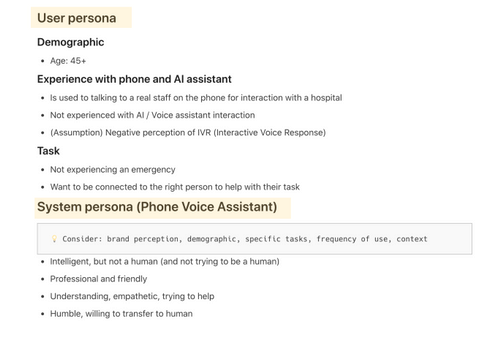 User persona
Demographic
Age: 45+
Experience with phone and AI assistant
Is used to talking to a real staff on the phone for interaction with a hospital
Not experienced with AI / Voice assistant interaction
(Assumption) Negative perception of IVR (Interactive Voice Response)
Task
Not experiencing an emergency
Want to be connected to the right person to help with their task
System persona (Phone Voice Assistant)
Consider: brand perception, demographic, specific tasks, frequency of use, context
Intelligent, but not a human (and not trying to be a human)
Professional and friendly
Understanding, empathetic, trying to help
Humble, willing to transfer to human